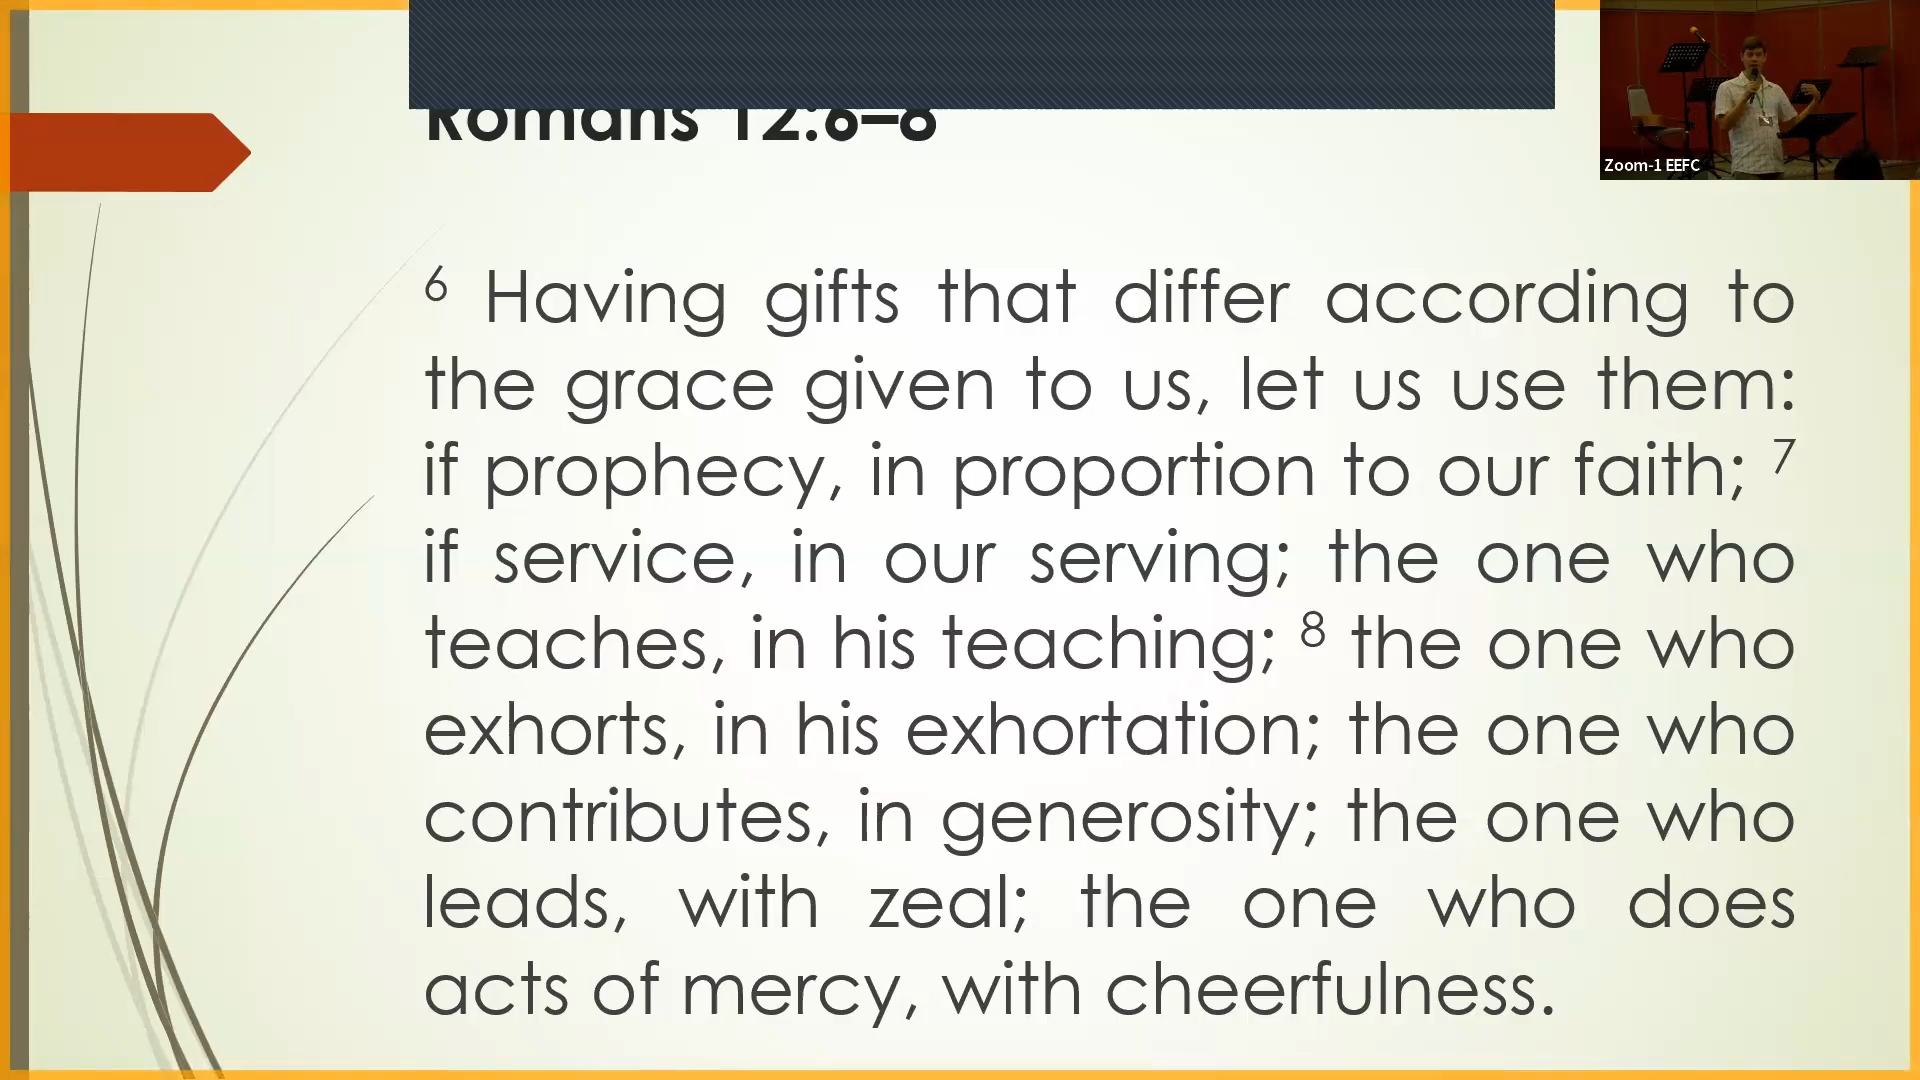 Romans 12:6–8
Zoom-1 EEFC
6 Having gifts that differ according to
the grace given to us, let us use them:
if prophecy, in proportion to our faith; 7
if service, in our serving; the one who
teaches, in his teaching; 8 the one who
exhorts, in his exhortation; the one who
contributes, in generosity; the one who
leads, with zeal; the one who does
acts of mercy, with cheerfulness.